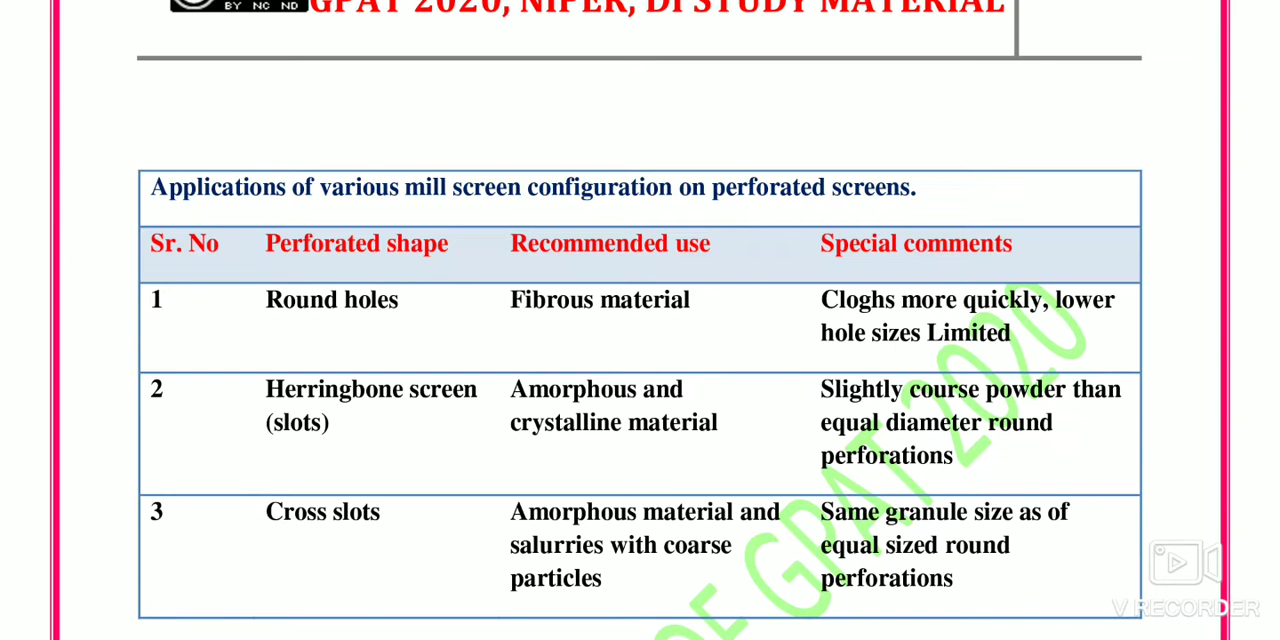 BY NC ND
GPAT 2020, NIPER, DI STUDY MATERIAL
Applications of various mill screen configuration on perforated screens.
Sr. No Perforated shape Recommended use Special comments
1 Round holes Fibrous material Cloghs more quickly, lower
hole sizes Limited
2 Herringbone screen Amorphous and Slightly course powder than
(slots) crystalline material equal diameter round
perforations
3 Cross slots Amorphous material and Same granule size as of
salurries with coarse equal sized round
particles perforations
GPAT 2020
V RECORDER